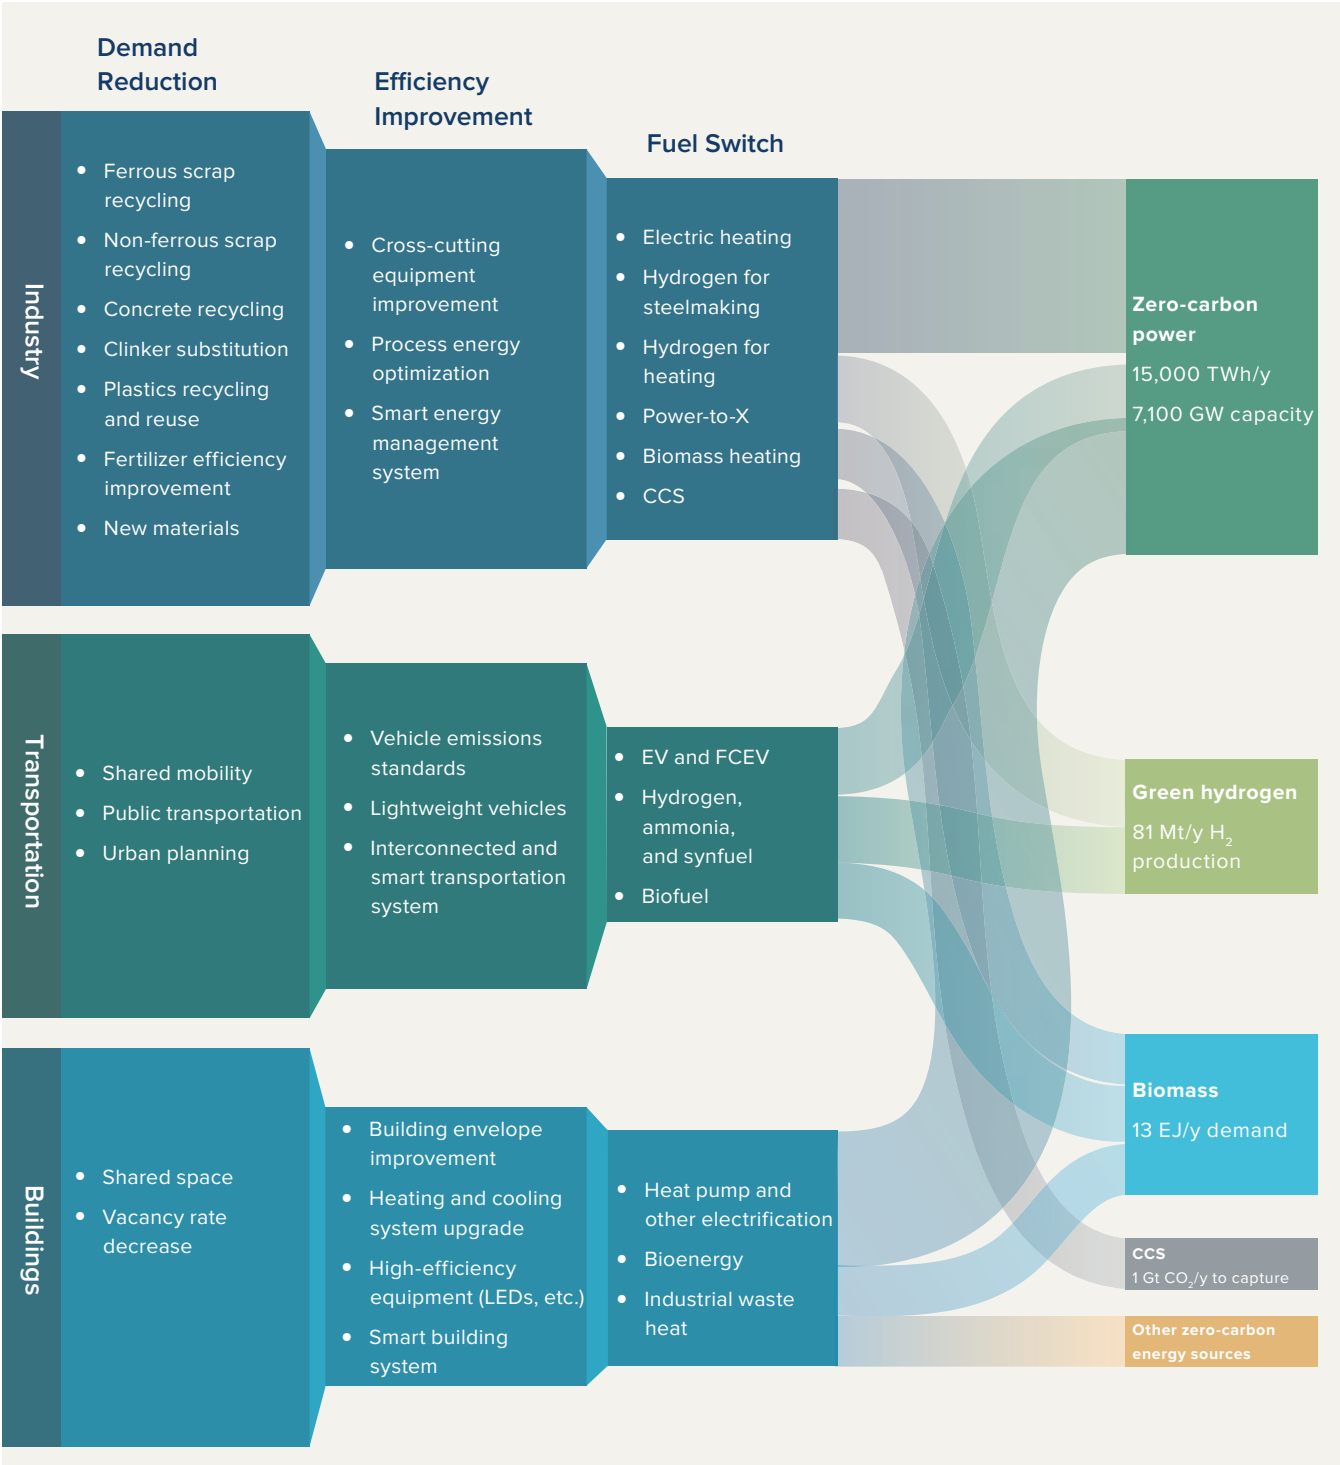 Demand
Reduction
Efficiency
Improvement
Fuel Switch
Industry
Ferrous scrap
recycling
Non-ferrous scrap
recycling
Concrete recycling
Clinker substitution
Plastics recycling
and reuse
Fertilizer efficiency
improvement
New materials
Cross-cutting
equipment
improvement
Process energy
optimization
Smart energy
management
system
Electric heating
Hydrogen for
steelmaking
Hydrogen for
heating
Power-to-X
Biomass heating
CCS
Transportation
Shared mobility
Public transportation
Urban planning
Vehicle emissions
standards
Lightweight vehicles
Interconnected and
smart transportation
system
EV and FCEV
Hydrogen,
ammonia,
and synfuel
Biofuel
Buildings
Shared space
Vacancy rate
decrease
Building envelope
improvement
Heating and cooling
system upgrade
High-efficiency
equipment (LEDs, etc.)
Smart building
system
Heat pump and
other electrification
Bioenergy
Industrial waste
heat
Zero-carbon
power
15,000 TWh/y
7,100 GW capacity
Green hydrogen
81 Mt/y H₂
production
Biomass
13 EJ/y demand
CCS
1 Gt CO₂/y to capture
Other zero-carbon
energy sources